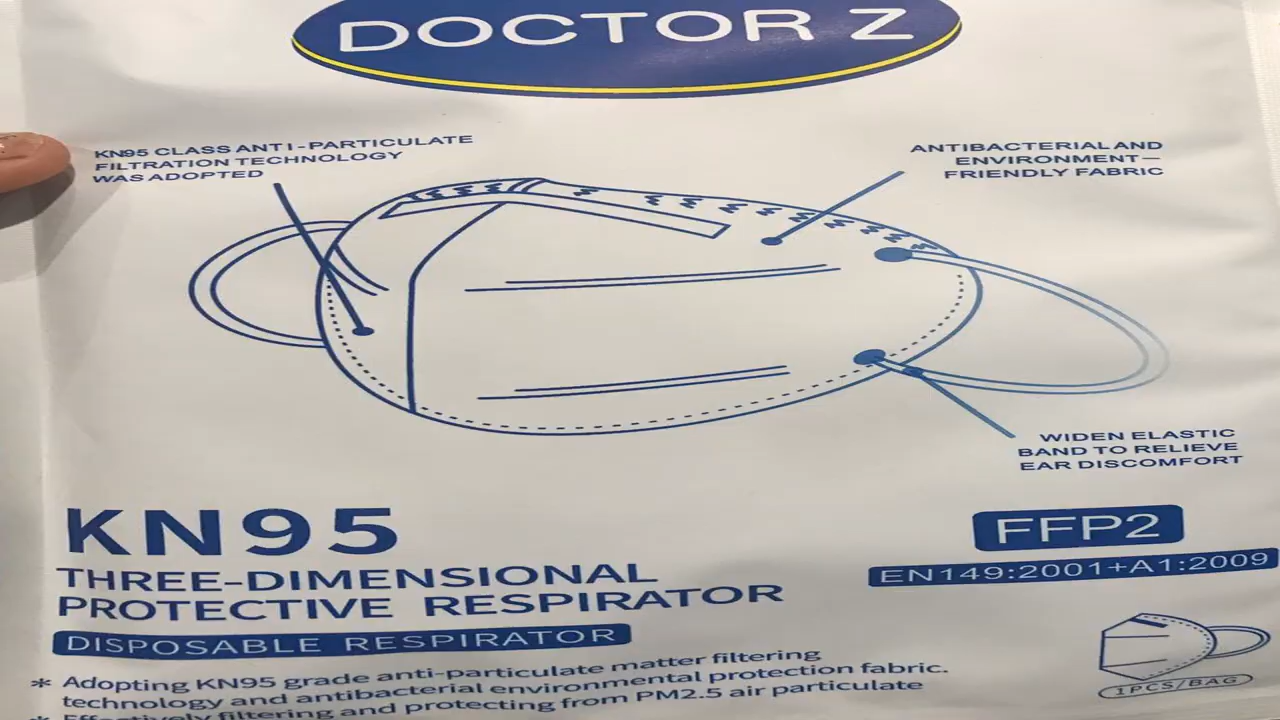 DOCTOR Z
KN95 CLASS ANTI-PARTICULATE
FILTRATION TECHNOLOGY
WAS ADOPTED
ANTIBACTERIAL AND
ENVIRONMENT—
FRIENDLY FABRIC
WIDEN ELASTIC
BAND TO RELIEVE
EAR DISCOMFORT
KN95
THREE-DIMENSIONAL
PROTECTIVE RESPIRATOR
DISPOSABLE RESPIRATOR
FFP2
EN149:2001+A1:2009
1PCS/BAG
* Adopting KN95 grade anti-particulate matter filtering
technology and antibacterial environmental protection fabric.
* Effectively filtering and protecting from PM2.5 air particulate